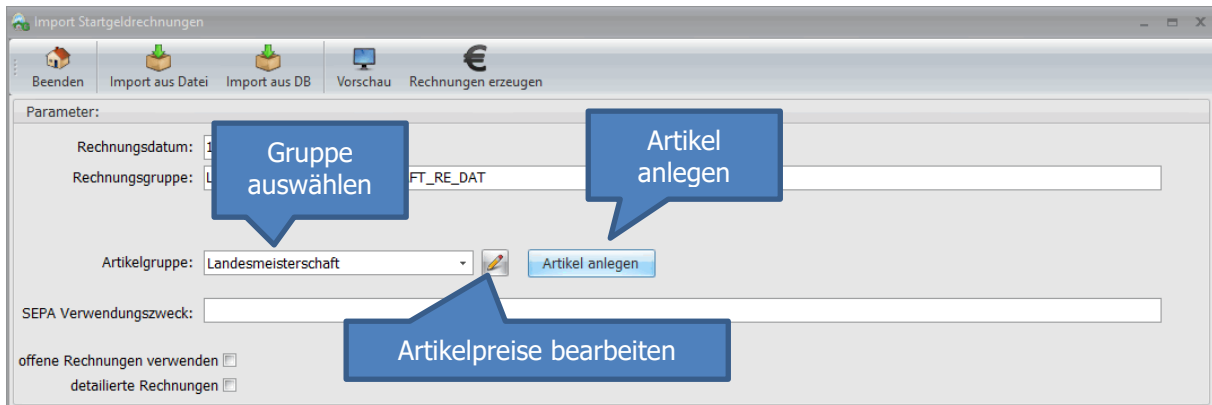 Import Startgeldrechnungen
Beenden Import aus Datei Import aus DB Vorschau Rechnungen erzeugen
Parameter:
Rechnungsdatum: 1
Rechnungsgruppe: L FT_RE_DAT
Gruppe
auswählen
Artikel
anlegen
Artikelgruppe: Landesmeisterschaft Artikel anlegen
SEPA Verwendungszweck:
Artikelpreise bearbeiten
offene Rechnungen verwenden
detailierte Rechnungen